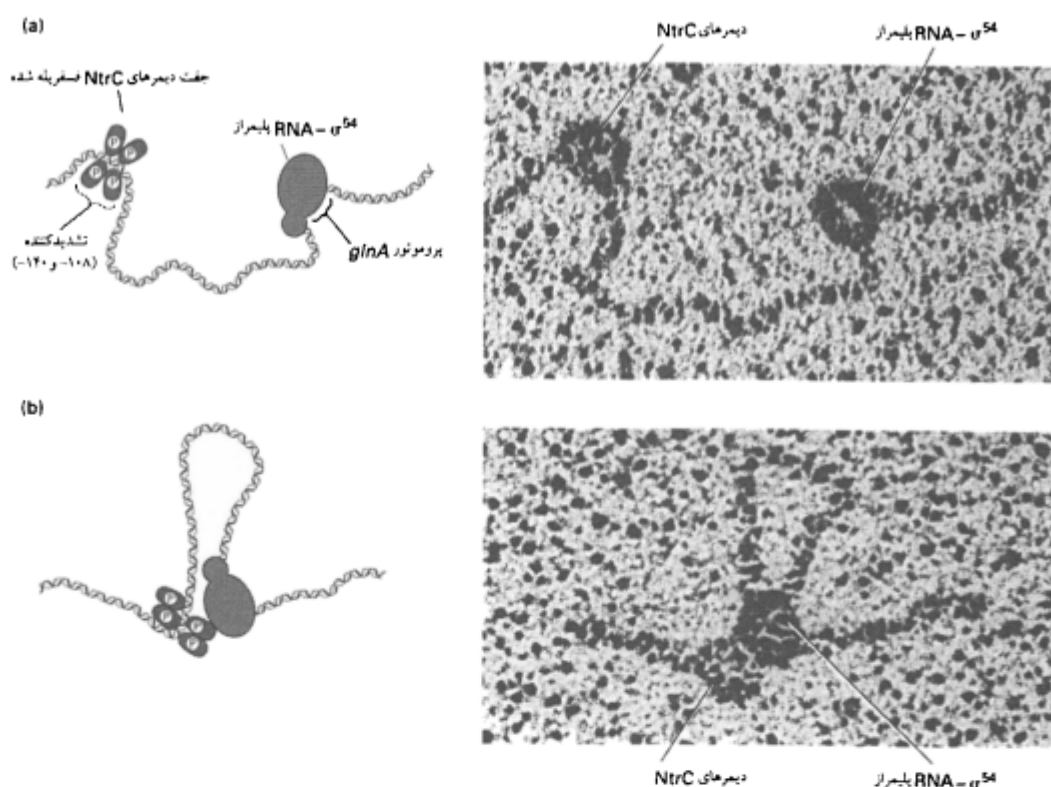 (a)
جفت دیمرهای NtrC فسفریله شده
RNA – σ⁵⁴ پلیمراز
P
P
P
P
تشدیدکننده
(−۱۴۰ و −۱۰۸)
پروموتور glnA
دیمرهای NtrC
RNA – σ⁵⁴ پلیمراز
(b)
P
P
P
P
دیمرهای NtrC
RNA – σ⁵⁴ پلیمراز